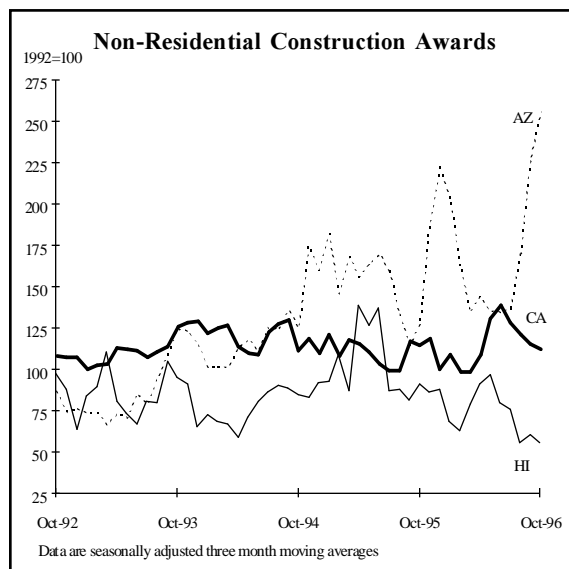 Non-Residential Construction Awards
1992=100
275
250
AZ
225
200
175
150
CA
125
100
75
50
HI
25
Oct-92 Oct-93 Oct-94 Oct-95 Oct-96
Data are seasonally adjusted three month moving averages